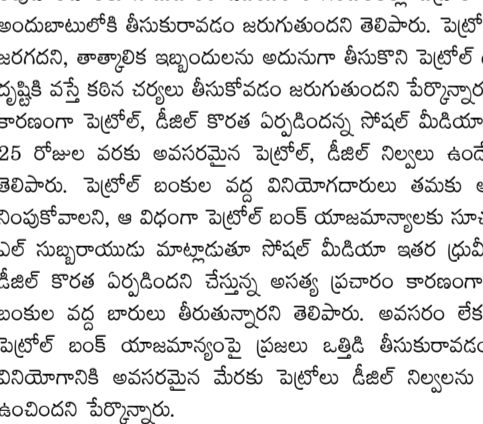 అందుబాటులోకి తీసుకురావడం జరుగుతుందని తెలిపారు. పెట్రో
జరగదని, తాత్కాలిక ఇబ్బందులను అదునుగా తీసుకొని పెట్రోల్
దృష్టికి వస్తే కఠిన చర్యలు తీసుకోవడం జరుగుతుందని పేర్కొన్నార
కారణంగా పెట్రోల్, డీజిల్ కొరత ఏర్పడిందన్న సోషల్ మీడియా
25 రోజుల వరకు అవసరమైన పెట్రోల్, డీజిల్ నిల్వలు ఉండే
తెలిపారు. పెట్రోల్ బంకుల వద్ద వినియోగదారులు తమకు
నింపుకోవాలని, ఆ విధంగా పెట్రోల్ బంక్ యాజమాన్యాలకు సూచ
ఎల్ సుబ్బరాయుడు మాట్లాడుతూ సోషల్ మీడియా ఇతర ధ్రువీ
డీజిల్ కొరత ఏర్పడిందని చేస్తున్న అసత్య ప్రచారం కారణంగా
బంకుల వద్ద బారులు తీరుతున్నారని తెలిపారు. అవసరం లేక
పెట్రోల్ బంక్ యాజమాన్యంపై ప్రజలు ఒత్తిడి తీసుకురావడం
వినియోగానికి అవసరమైన మేరకు పెట్రోలు డీజిల్ నిల్వలను
ఉంచిందని పేర్కొన్నారు.